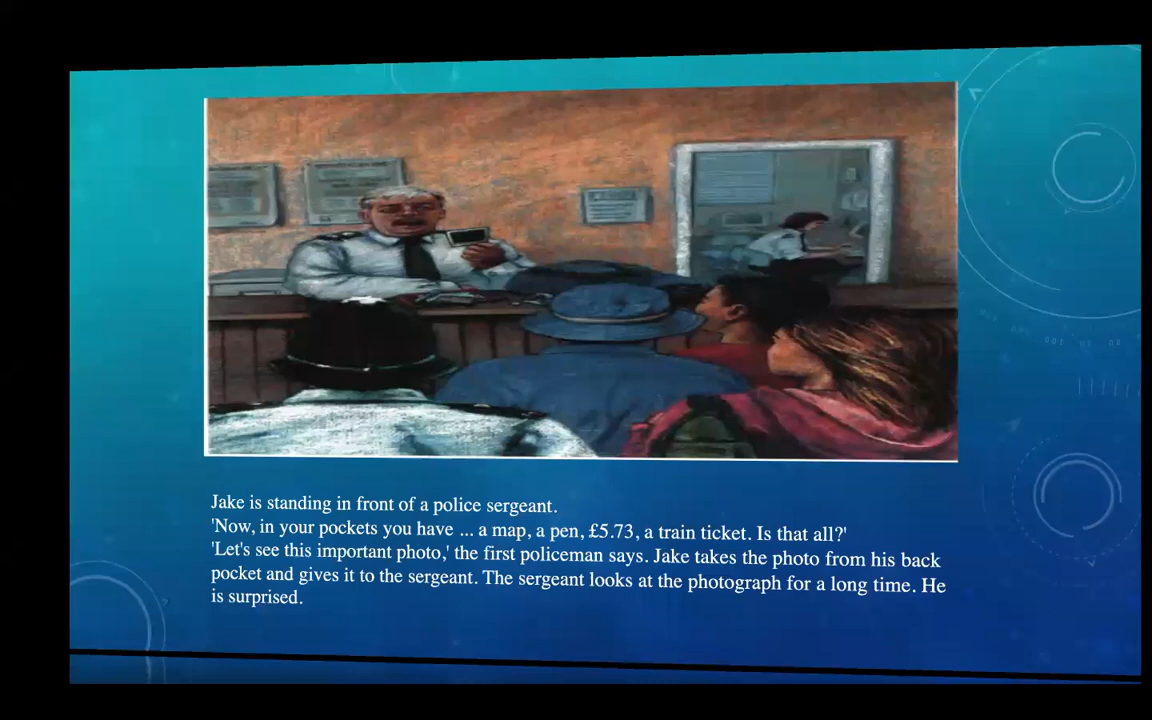 Jake is standing in front of a police sergeant.
'Now, in your pockets you have ... a map, a pen, £5.73, a train ticket. Is that all?'
'Let's see this important photo,' the first policeman says. Jake takes the photo from his back
pocket and gives it to the sergeant. The sergeant looks at the photograph for a long time. He
is surprised.